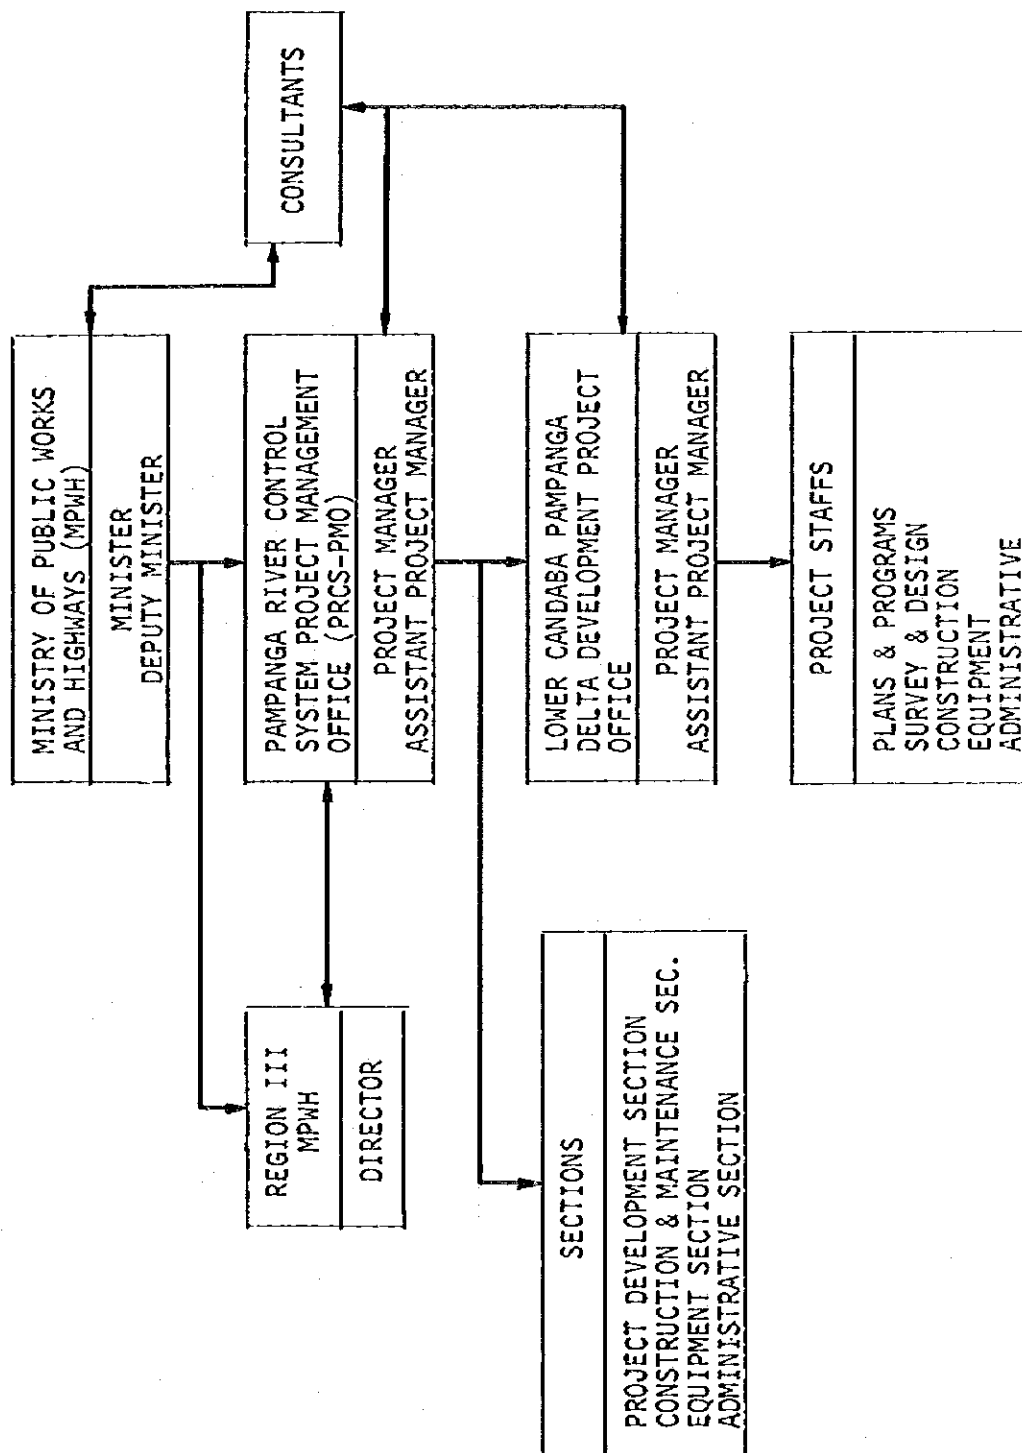 MINISTRY OF PUBLIC WORKS
AND HIGHWAYS (MPWH)
MINISTER
DEPUTY MINISTER
CONSULTANTS
REGION III
MPWH
DIRECTOR
PAMPANGA RIVER CONTROL
SYSTEM PROJECT MANAGEMENT
OFFICE (PRCS-PMO)
PROJECT MANAGER
ASSISTANT PROJECT MANAGER
SECTIONS
PROJECT DEVELOPMENT SECTION
CONSTRUCTION & MAINTENANCE SEC.
EQUIPMENT SECTION
ADMINISTRATIVE SECTION
LOWER CANDABA PAMPANGA
DELTA DEVELOPMENT PROJECT
OFFICE
PROJECT MANAGER
ASSISTANT PROJECT MANAGER
PROJECT STAFFS
PLANS & PROGRAMS
SURVEY & DESIGN
CONSTRUCTION
EQUIPMENT
ADMINISTRATIVE